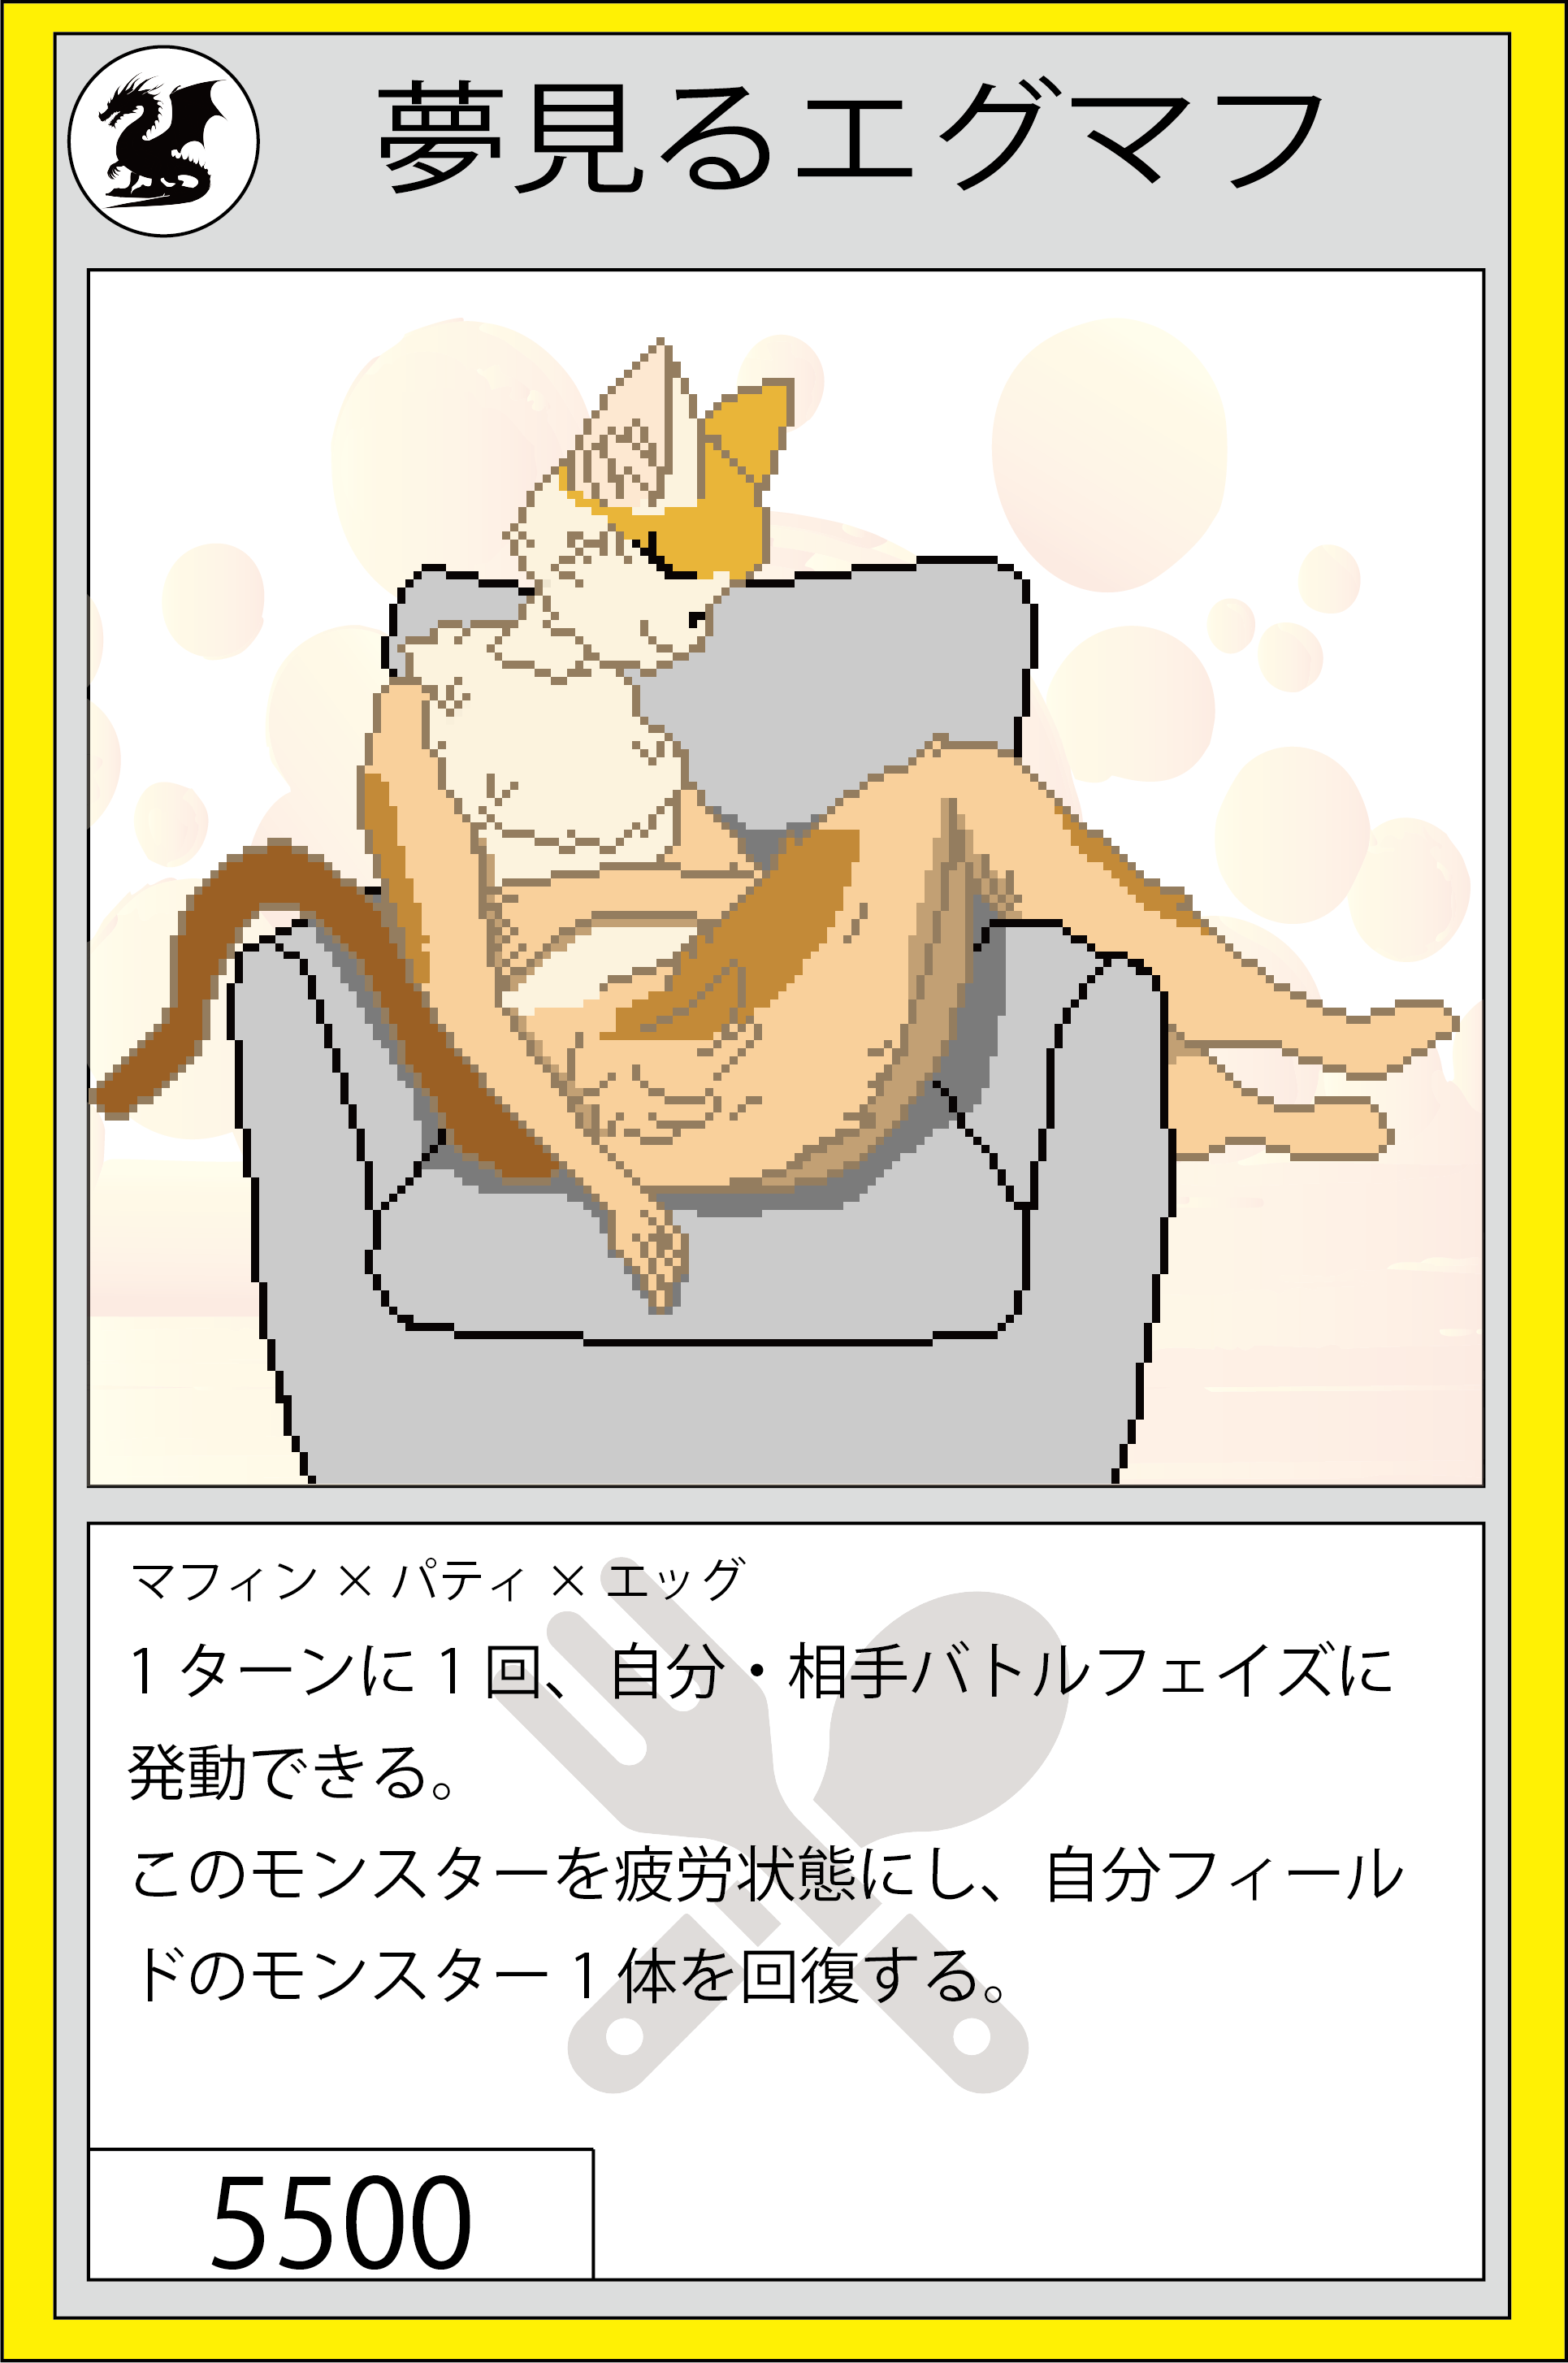 夢見るエグマフ
マフィン × パティ × エッグ
1 ターンに 1 回、自分・相手バトルフェイズに
発動できる。
このモンスターを疲労状態にし、自分フィール
ドのモンスター 1 体を回復する。
5500